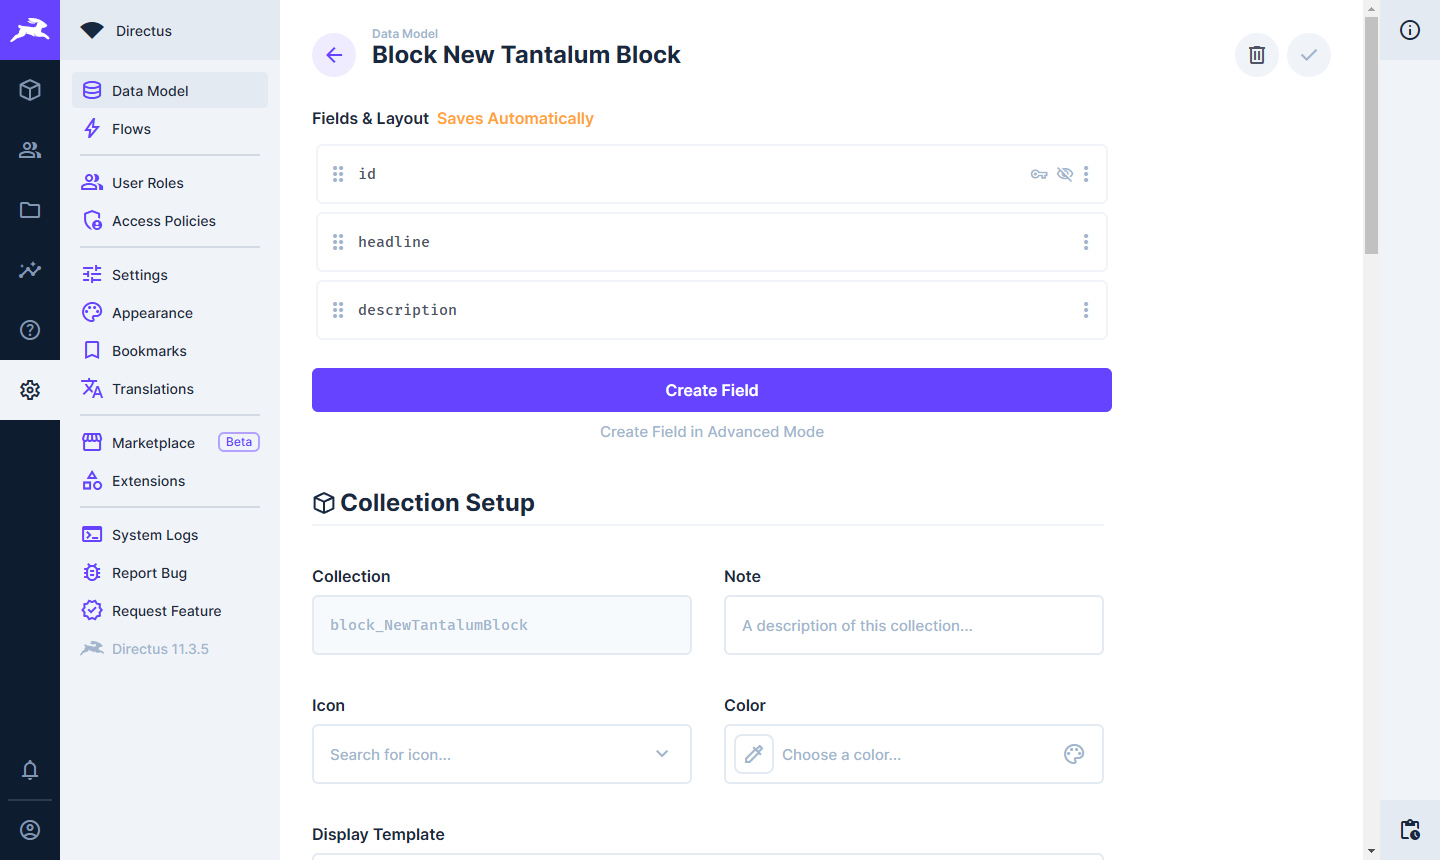 Directus
Data Model
Flows
User Roles
Access Policies
Settings
Appearance
Bookmarks
Translations
Marketplace Beta
Extensions
System Logs
Report Bug
Request Feature
Directus 11.3.5
Data Model
Block New Tantalum Block
Fields & Layout Saves Automatically
id
headline
description
Create Field
Create Field in Advanced Mode
Collection Setup
Collection
block_NewTantalumBlock
Note
A description of this collection...
Icon
Search for icon...
Color
Choose a color...
Display Template